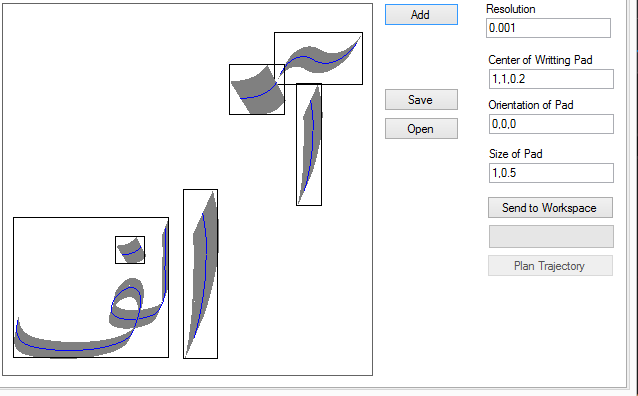 Add
Save
Open
Resolution
0.001
Center of Writting Pad
1,1,0.2
Orientation of Pad
0,0,0
Size of Pad
1,0.5
Send to Workspace
Plan Trajectory